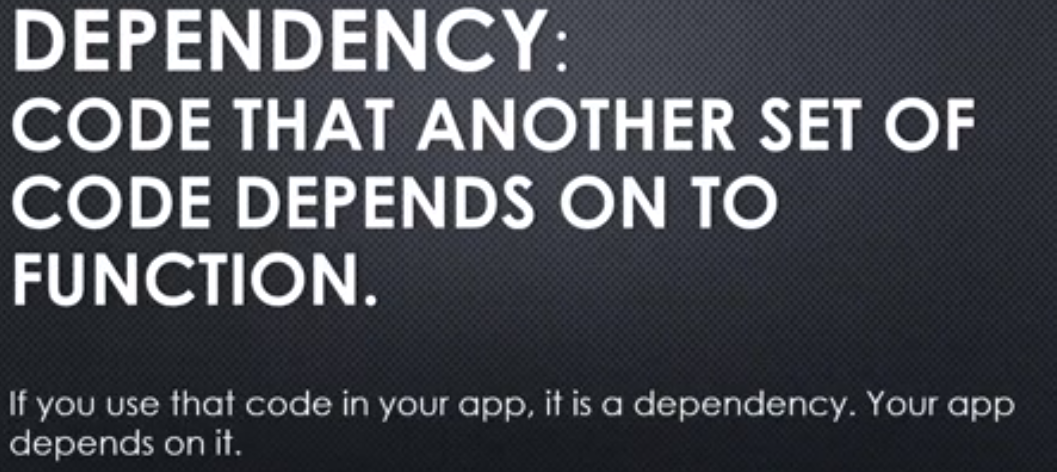 DEPENDENCY:
CODE THAT ANOTHER SET OF
CODE DEPENDS ON TO
FUNCTION.
If you use that code in your app, it is a dependency. Your app
depends on it.